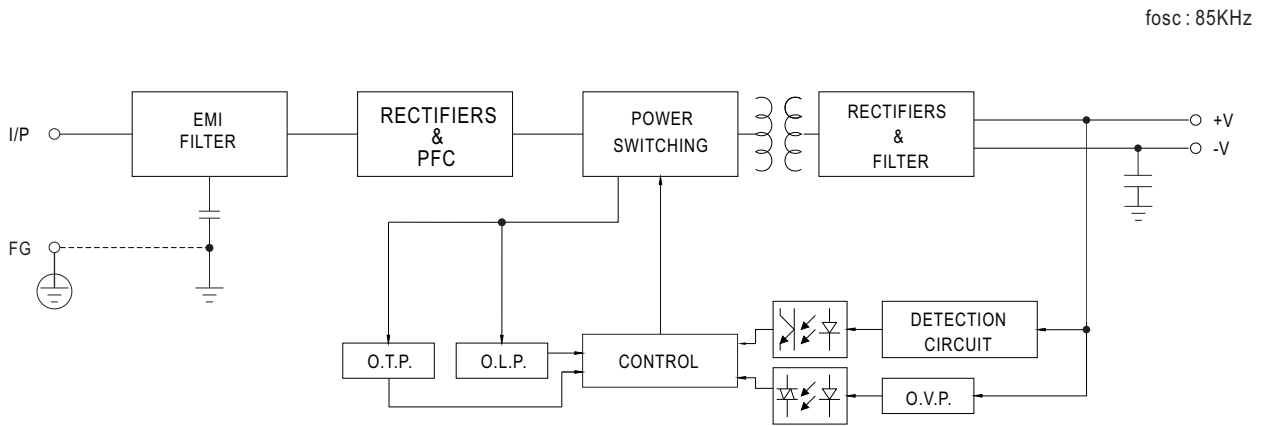 fosc : 85KHz
I/P
EMI
FILTER
RECTIFIERS
&
PFC
POWER
SWITCHING
RECTIFIERS
&
FILTER
+V
-V
FG
O.T.P.
O.L.P.
CONTROL
DETECTION
CIRCUIT
O.V.P.